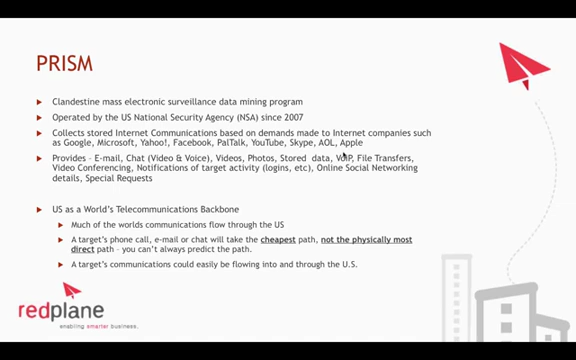 PRISM
Clandestine mass electronic surveillance data mining program
Operated by the US National Security Agency (NSA) since 2007
Collects stored Internet Communications based on demands made to Internet companies such
as Google, Microsoft, Yahoo!, Facebook, PalTalk, YouTube, Skype, AOL, Apple
Provides – E-mail, Chat (Video & Voice), Videos, Photos, Stored data, VoIP, File Transfers,
Video Conferencing, Notifications of target activity (logins, etc), Online Social Networking
details, Special Requests
US as a World's Telecommunications Backbone
Much of the worlds communications flow through the US
A target's phone call, e-mail or chat will take the cheapest path, not the physically most
direct path – you can't always predict the path.
A target's communications could easily be flowing into and through the U.S.
redplane
enabling smarter business.